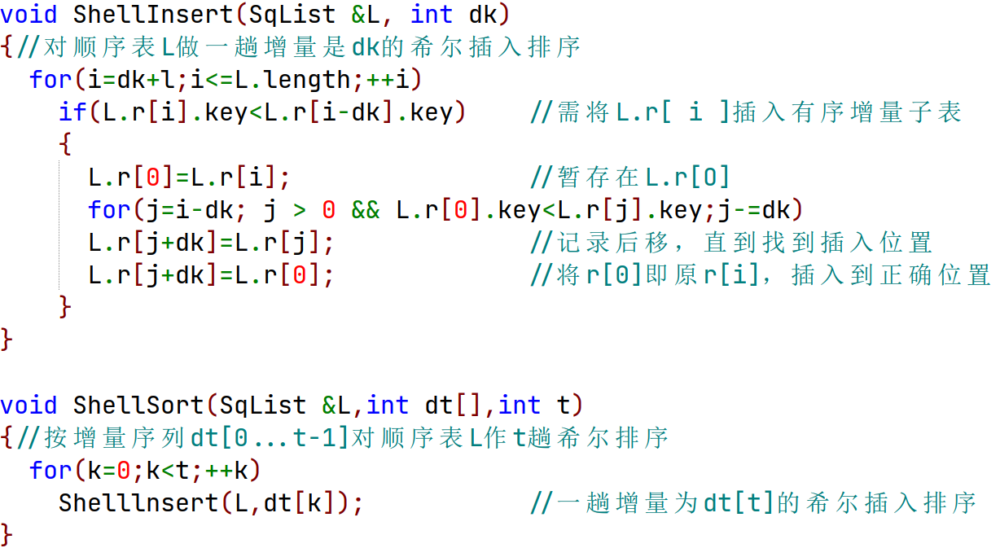 void ShellInsert(SqList &L, int dk)
{//对顺序表L做一趟增量是dk的希尔插入排序
for(i=dk+l;i<=L.length;++i)
if(L.r[i].key<L.r[i-dk].key) //需将L.r[ i ]插入有序增量子表
{
L.r[0]=L.r[i]; //暂存在L.r[O]
for(j=i-dk; j > 0 && L.r[0].key<L.r[j].key;j-=dk)
L.r[j+dk]=L.r[j]; //记录后移，直到找到插入位置
L.r[j+dk]=L.r[0]; //将r[0]即原r[i]，插入到正确位置
}
}
void ShellSort(SqList &L,int dt[],int t)
{//按增量序列dt[0...t-1]对顺序表L作t趟希尔排序
for(k=0;k<t;++k)
Shelllnsert(L,dt[k]); //一趟增量为dt[t]的希尔插入排序
}